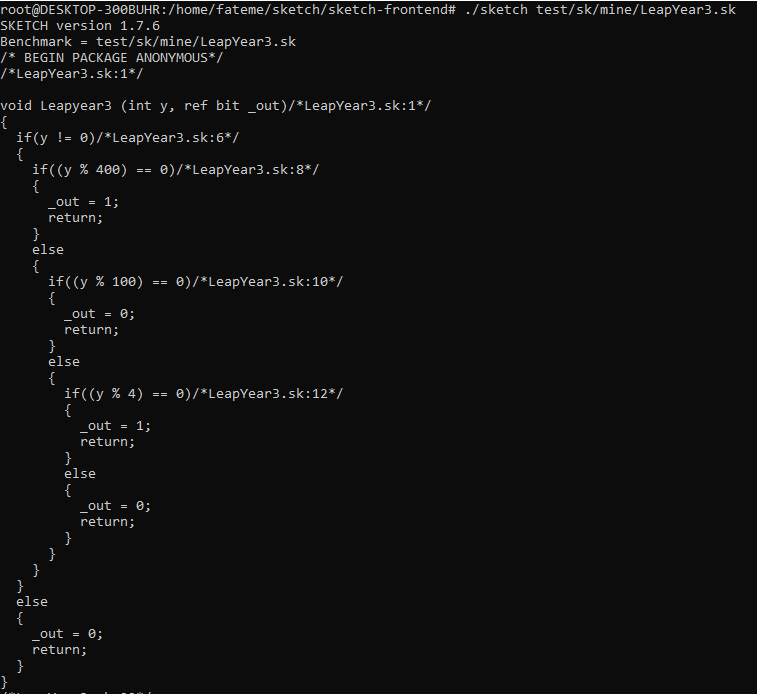 root@DESKTOP-300BUHR:/home/fateme/sketch/sketch-frontend# ./sketch test/sk/mine/LeapYear3.sk
SKETCH version 1.7.6
Benchmark = test/sk/mine/LeapYear3.sk
/* BEGIN PACKAGE ANONYMOUS*/
/*LeapYear3.sk:1*/

void Leapyear3 (int y, ref bit _out)/*LeapYear3.sk:1*/
{
  if(y != 0)/*LeapYear3.sk:6*/
  {
    if((y % 400) == 0)/*LeapYear3.sk:8*/
    {
      _out = 1;
      return;
    }
    else
    {
      if((y % 100) == 0)/*LeapYear3.sk:10*/
      {
        _out = 0;
        return;
      }
      else
      {
        if((y % 4) == 0)/*LeapYear3.sk:12*/
        {
          _out = 1;
          return;
        }
        else
        {
          _out = 0;
          return;
        }
      }
    }
  }
  else
  {
    _out = 0;
    return;
  }
}